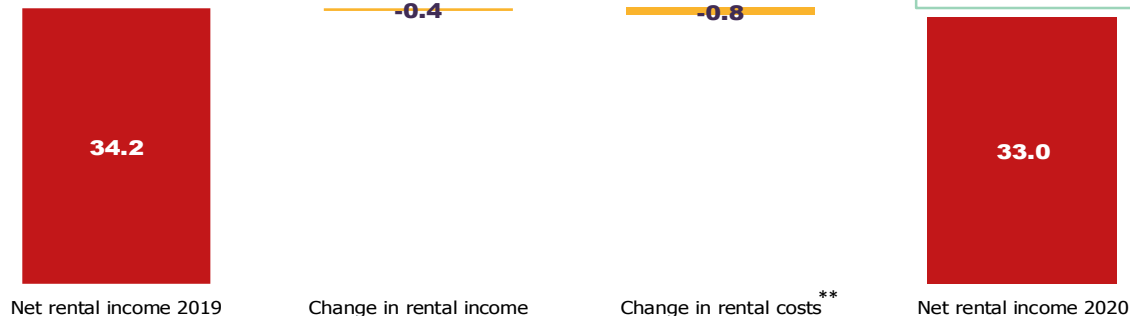 -0.4
-0.8
34.2
33.0
Net rental income 2019
Change in rental income
Change in rental costs**
Net rental income 2020